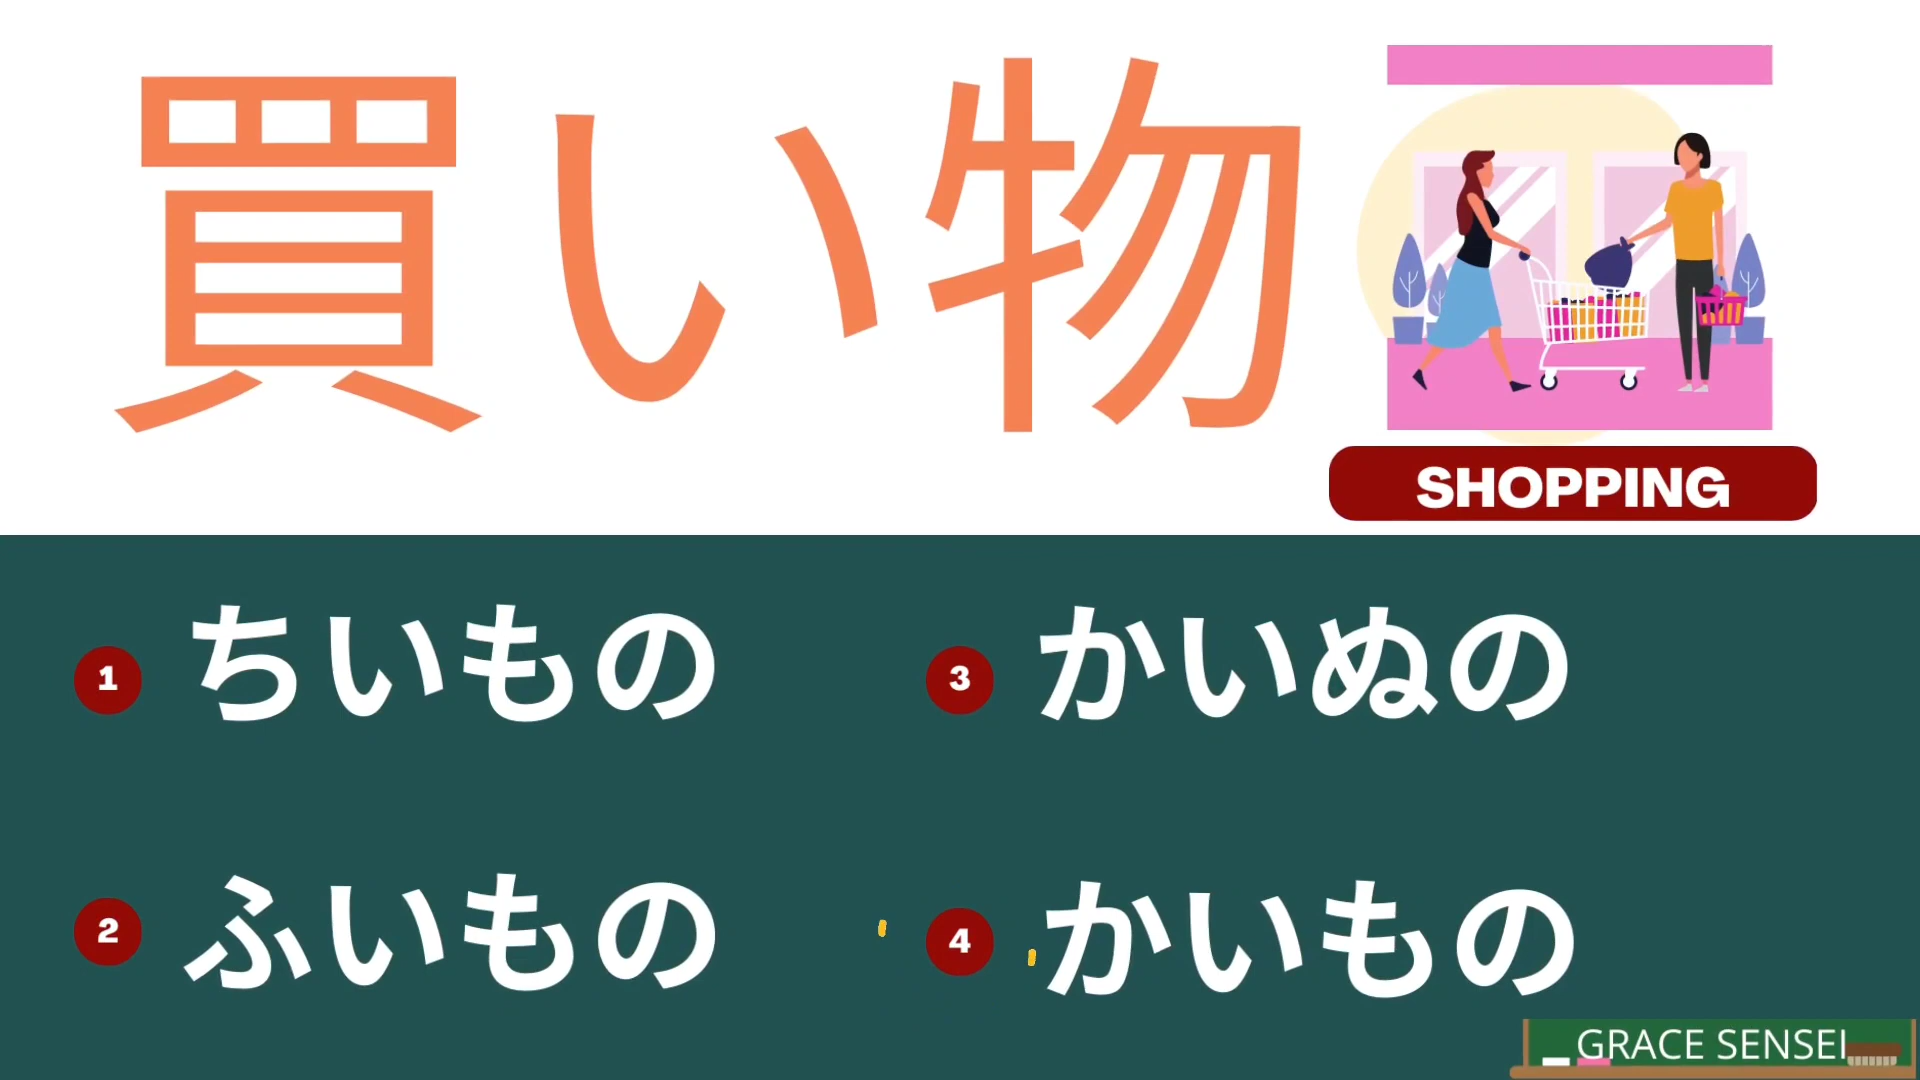 買い物
SHOPPING
1 ちいもの
2 ふいもの
3 かいぬの
4 かいもの
GRACE SENSEI